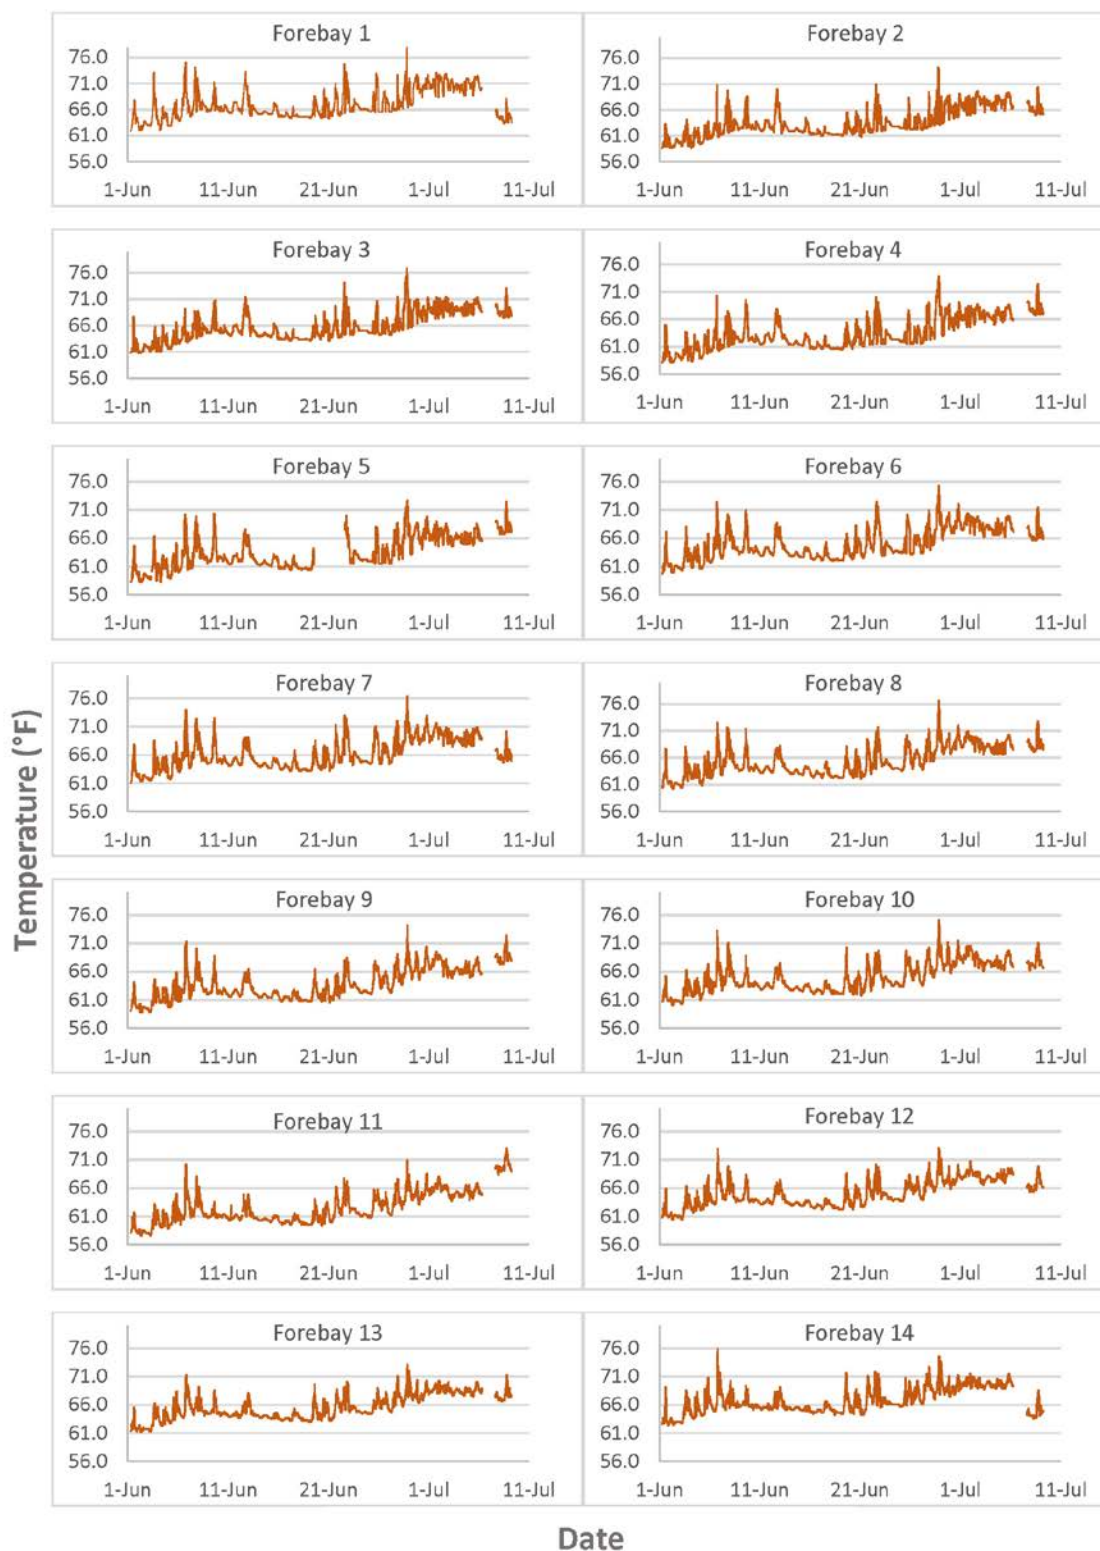 Forebay 1
76.0
71.0
66.0
61.0
56.0
1-Jun 11-Jun 21-Jun 1-Jul 11-Jul
Forebay 2
76.0
71.0
66.0
61.0
56.0
1-Jun 11-Jun 21-Jun 1-Jul 11-Jul
Forebay 3
76.0
71.0
66.0
61.0
56.0
1-Jun 11-Jun 21-Jun 1-Jul 11-Jul
Forebay 4
76.0
71.0
66.0
61.0
56.0
1-Jun 11-Jun 21-Jun 1-Jul 11-Jul
Forebay 5
76.0
71.0
66.0
61.0
56.0
1-Jun 11-Jun 21-Jun 1-Jul 11-Jul
Forebay 6
76.0
71.0
66.0
61.0
56.0
1-Jun 11-Jun 21-Jun 1-Jul 11-Jul
Temperature (°F)
Forebay 7
76.0
71.0
66.0
61.0
56.0
1-Jun 11-Jun 21-Jun 1-Jul 11-Jul
Forebay 8
76.0
71.0
66.0
61.0
56.0
1-Jun 11-Jun 21-Jun 1-Jul 11-Jul
Forebay 9
76.0
71.0
66.0
61.0
56.0
1-Jun 11-Jun 21-Jun 1-Jul 11-Jul
Forebay 10
76.0
71.0
66.0
61.0
56.0
1-Jun 11-Jun 21-Jun 1-Jul 11-Jul
Forebay 11
76.0
71.0
66.0
61.0
56.0
1-Jun 11-Jun 21-Jun 1-Jul 11-Jul
Forebay 12
76.0
71.0
66.0
61.0
56.0
1-Jun 11-Jun 21-Jun 1-Jul 11-Jul
Forebay 13
76.0
71.0
66.0
61.0
56.0
1-Jun 11-Jun 21-Jun 1-Jul 11-Jul
Forebay 14
76.0
71.0
66.0
61.0
56.0
1-Jun 11-Jun 21-Jun 1-Jul 11-Jul
Date